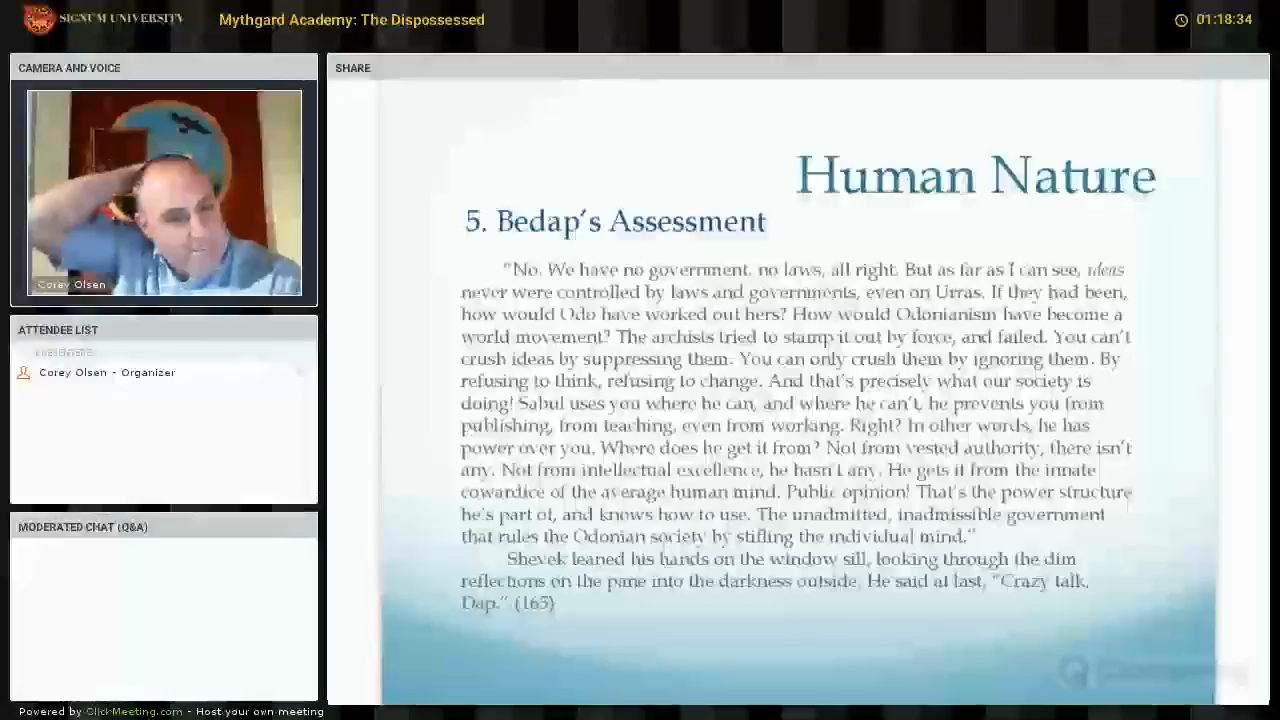 SIGNUM UNIVERSITY
Mythgard Academy: The Dispossessed
01:18:34
CAMERA AND VOICE
SHARE
Corey Olsen
ATTENDEE LIST
Corey Olsen - Organizer
MODERATED CHAT (Q&A)
Human Nature
5. Bedap's Assessment
"No. We have no government, no laws, all right. But as far as I can see, ideas
never were controlled by laws and governments, even on Urras. If they had been,
how would Odo have worked out hers? How would Odonianism have become a
world movement? The archists tried to stamp it out by force, and failed. You can't
crush ideas by suppressing them. You can only crush them by ignoring them. By
refusing to think, refusing to change. And that's precisely what our society is
doing! Sabul uses you where he can, and where he can't, he prevents you from
publishing, from teaching, even from working. Right? In other words, he has
power over you. Where does he get it from? Not from vested authority, there isn't
any. Not from intellectual excellence, he hasn't any. He gets it from the innate
cowardice of the average human mind. Public opinion! That's the power structure
he's part of, and knows how to use. The unadmitted, inadmissible government
that rules the Odonian society by stifling the individual mind."
Shevek leaned his hands on the window sill, looking through the dim
reflections on the pane into the darkness outside. He said at last, "Crazy talk,
Dap." (165)
Powered by ClickMeeting.com - Host your own meeting